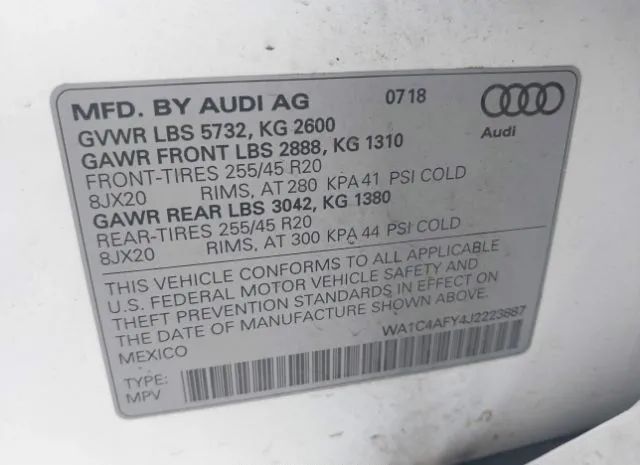 MFD. BY AUDI AG 0718
GVWR LBS 5732, KG 2600
GAWR FRONT LBS 2888, KG 1310
FRONT-TIRES 255/45 R20
8JX20 RIMS, AT 280 KPA 41 PSI COLD
GAWR REAR LBS 3042, KG 1380
REAR-TIRES 255/45 R20
8JX20 RIMS, AT 300 KPA 44 PSI COLD
Audi
THIS VEHICLE CONFORMS TO ALL APPLICABLE
U.S. FEDERAL MOTOR VEHICLE SAFETY AND
THEFT PREVENTION STANDARDS IN EFFECT ON
THE DATE OF MANUFACTURE SHOWN ABOVE.
MEXICO WA1C4AFY4J2223887
TYPE:
MPV